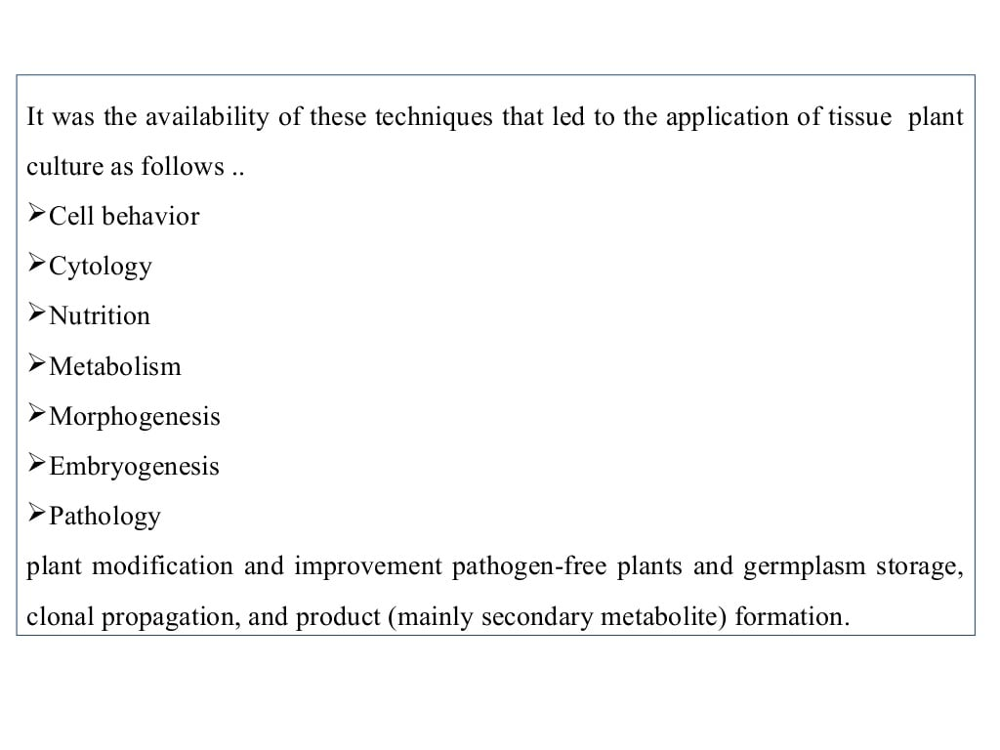 It was the availability of these techniques that led to the application of tissue  plant
culture as follows ..
➢Cell behavior
➢Cytology
➢Nutrition
➢Metabolism
➢Morphogenesis
➢Embryogenesis
➢Pathology
plant modification and improvement pathogen-free plants and germplasm storage,
clonal propagation, and product (mainly secondary metabolite) formation.